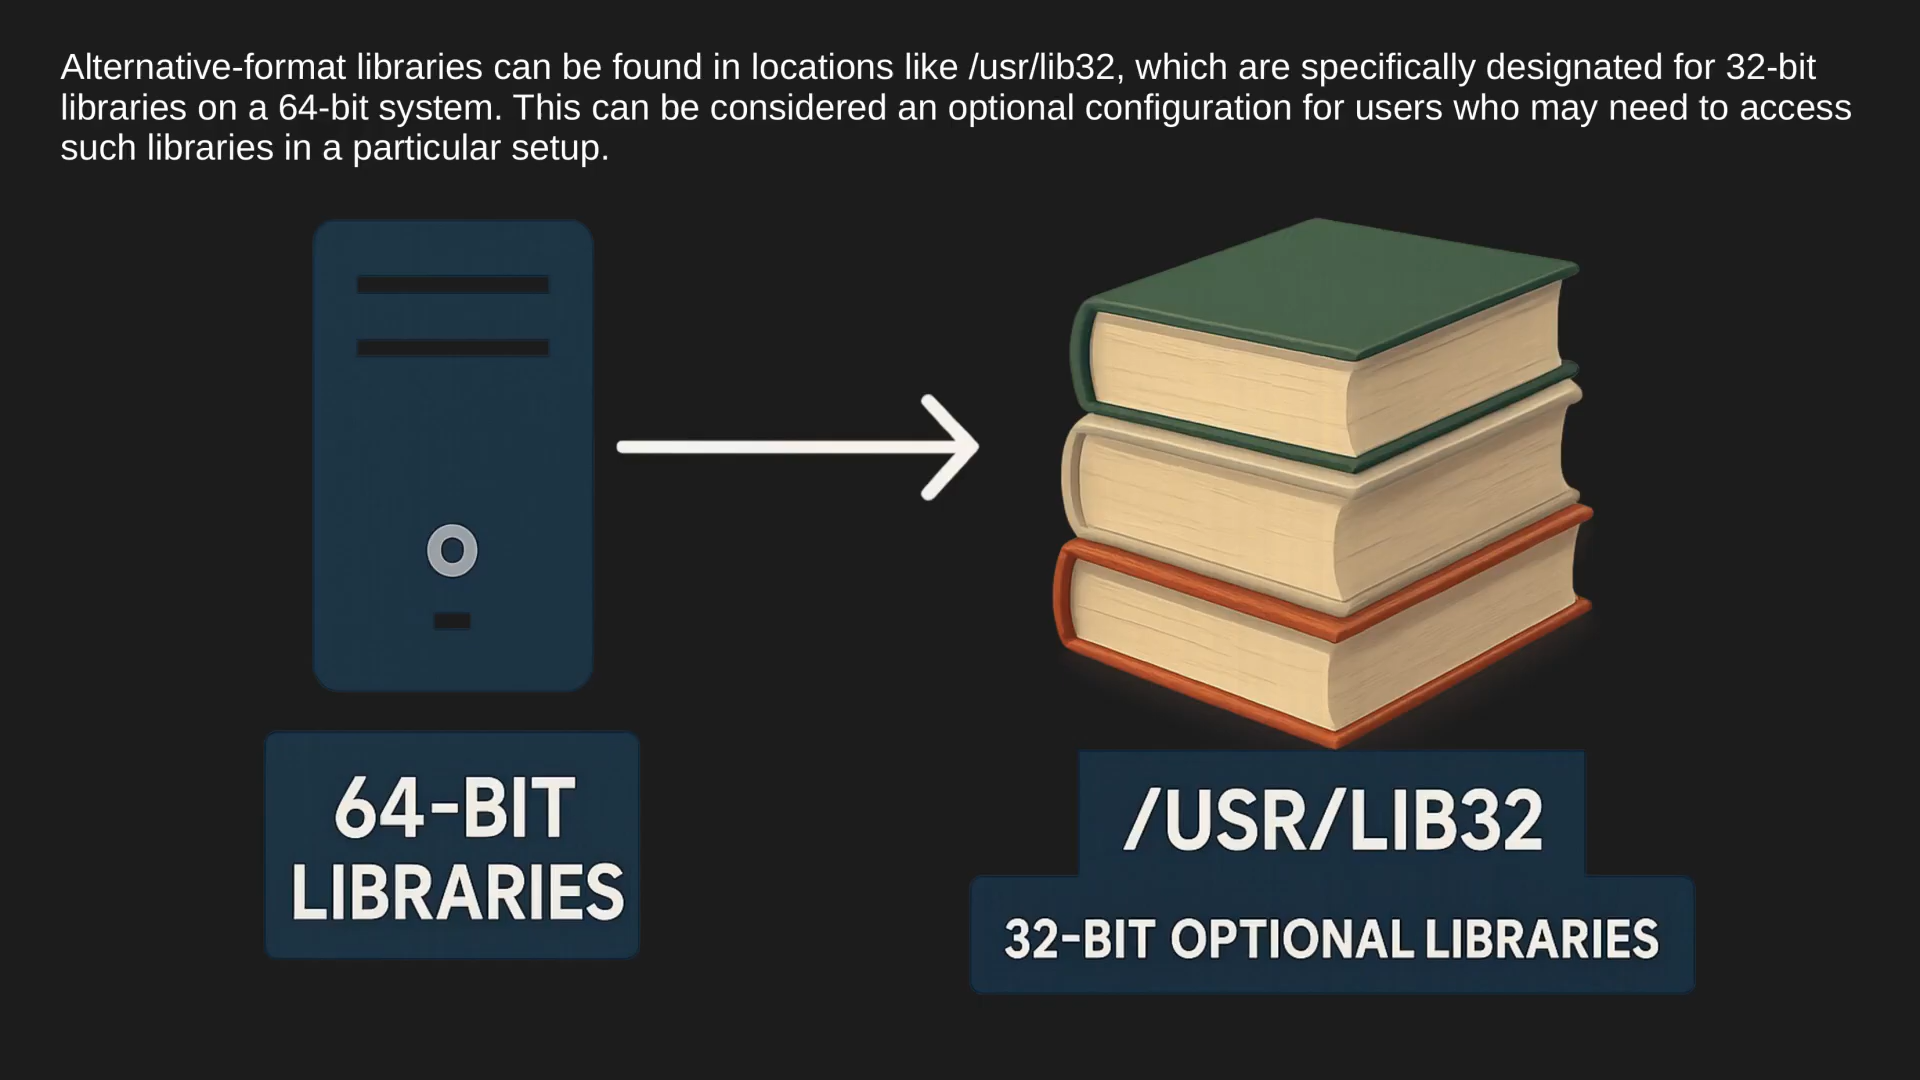 Alternative-format libraries can be found in locations like /usr/lib32, which are specifically designated for 32-bit
libraries on a 64-bit system. This can be considered an optional configuration for users who may need to access
such libraries in a particular setup.
64-BIT
LIBRARIES
/USR/LIB32
32-BIT OPTIONAL LIBRARIES